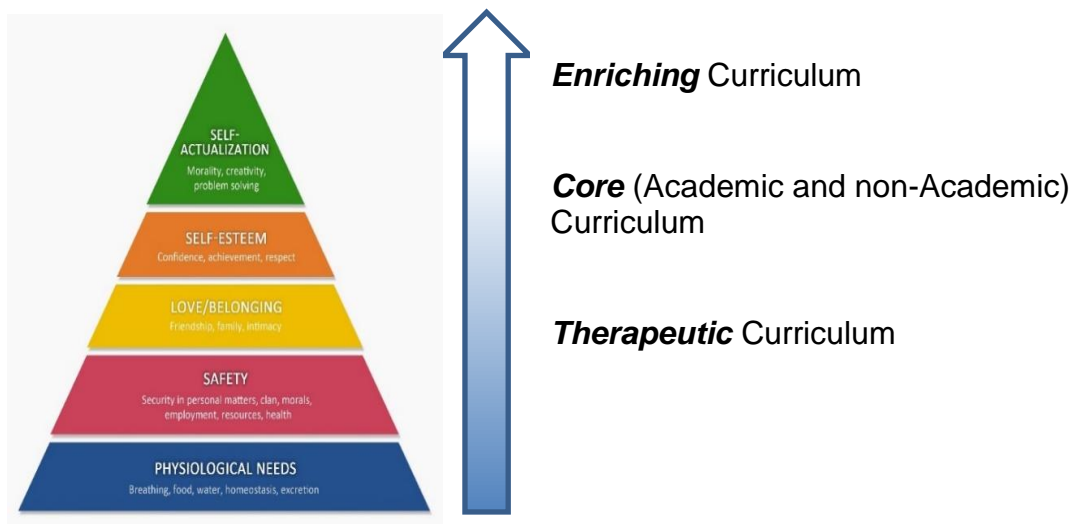 SELF-
ACTUALIZATION
Morality, creativity,
problem solving
SELF-ESTEEM
Confidence, achievement, respect
LOVE/BELONGING
Friendship, family, intimacy
SAFETY
Security in personal matters, clan, morals,
employment, resources, health
PHYSIOLOGICAL NEEDS
Breathing, food, water, homeostasis, excretion
Enriching Curriculum
Core (Academic and non-Academic)
Curriculum
Therapeutic Curriculum